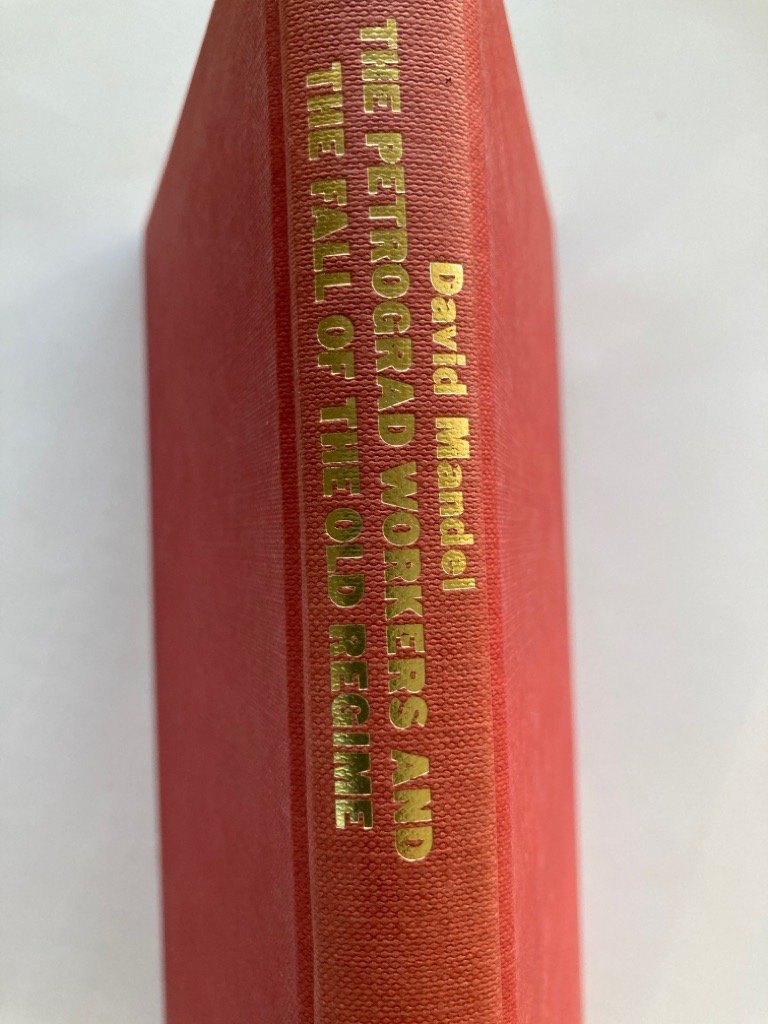 David Mandel
THE PETROGRAD WORKERS AND
THE FALL OF THE OLD REGIME